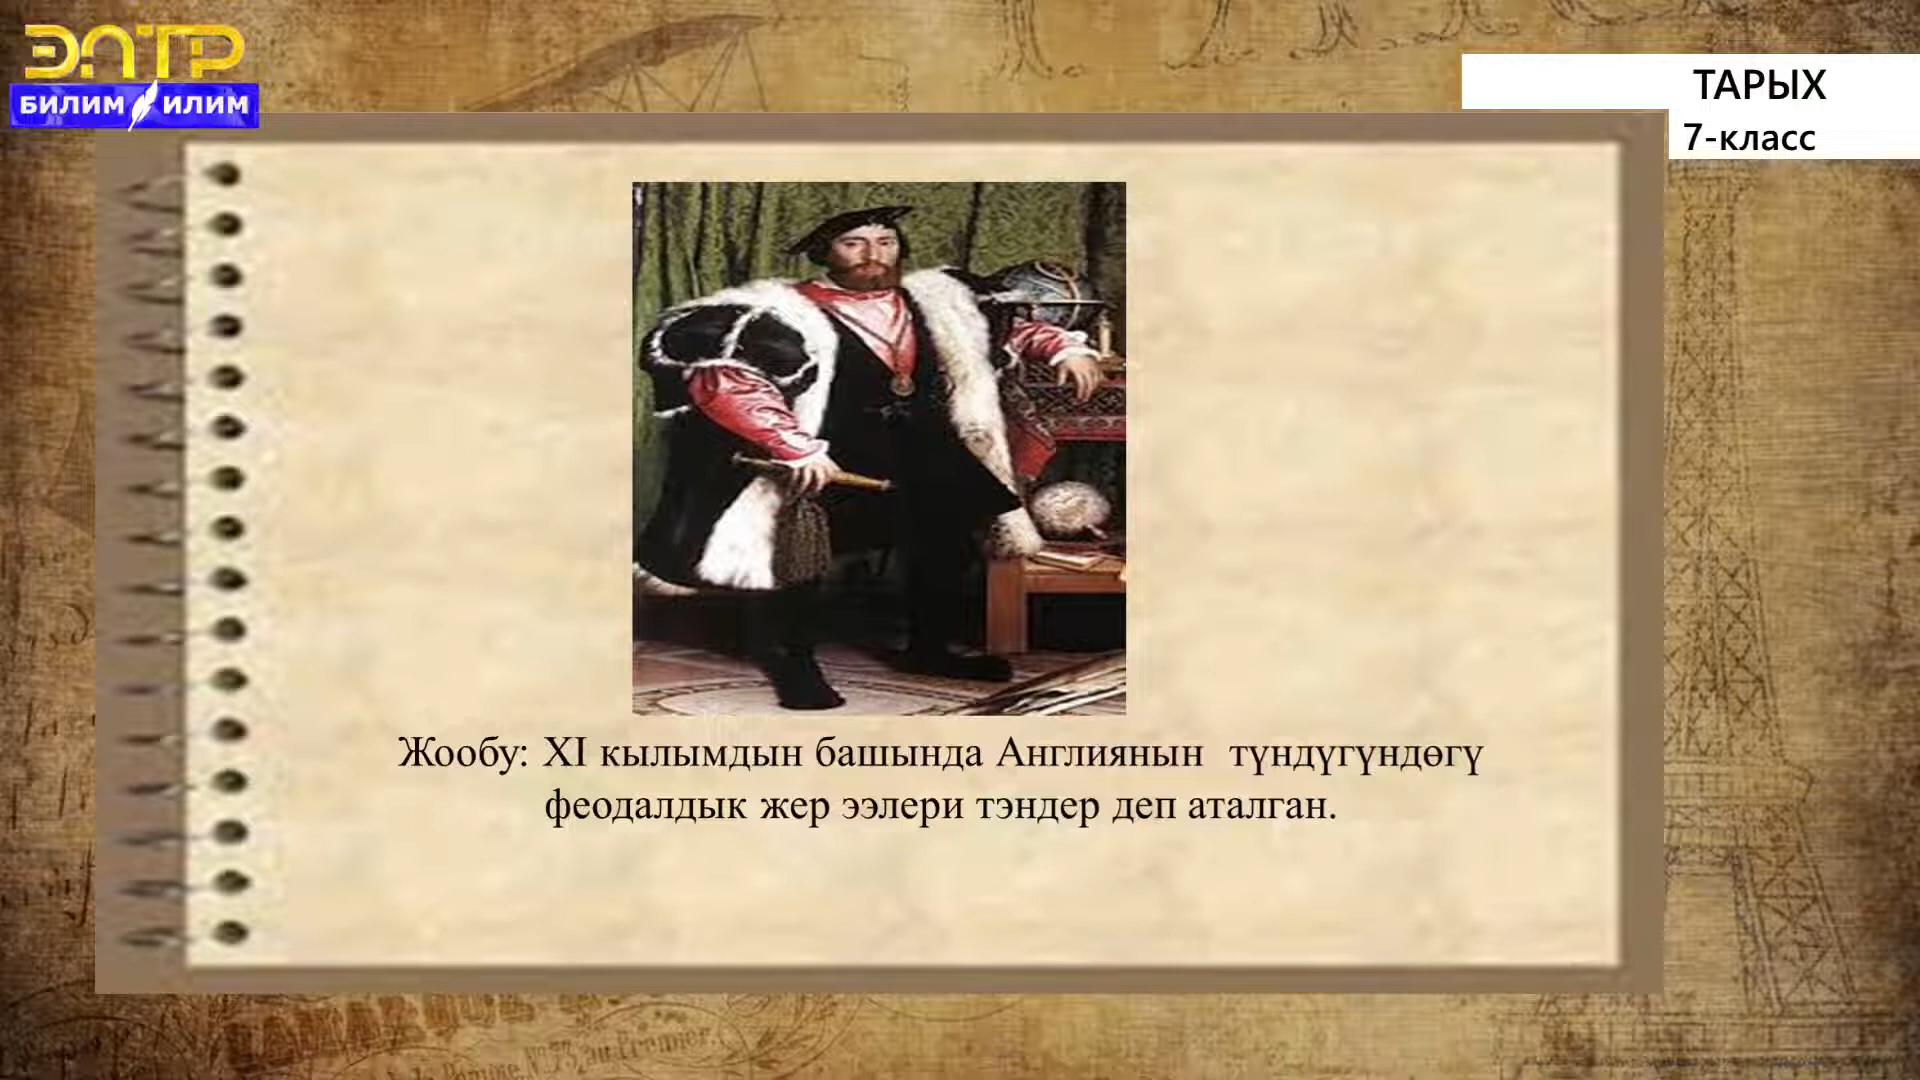 ЭЛТР
БИЛИМ ИЛИМ
ТАРЫХ
7-класс
Жообу: XI кылымдын башында Англиянын түндүгүндөгү
феодалдык жер ээлери тэндер деп аталган.